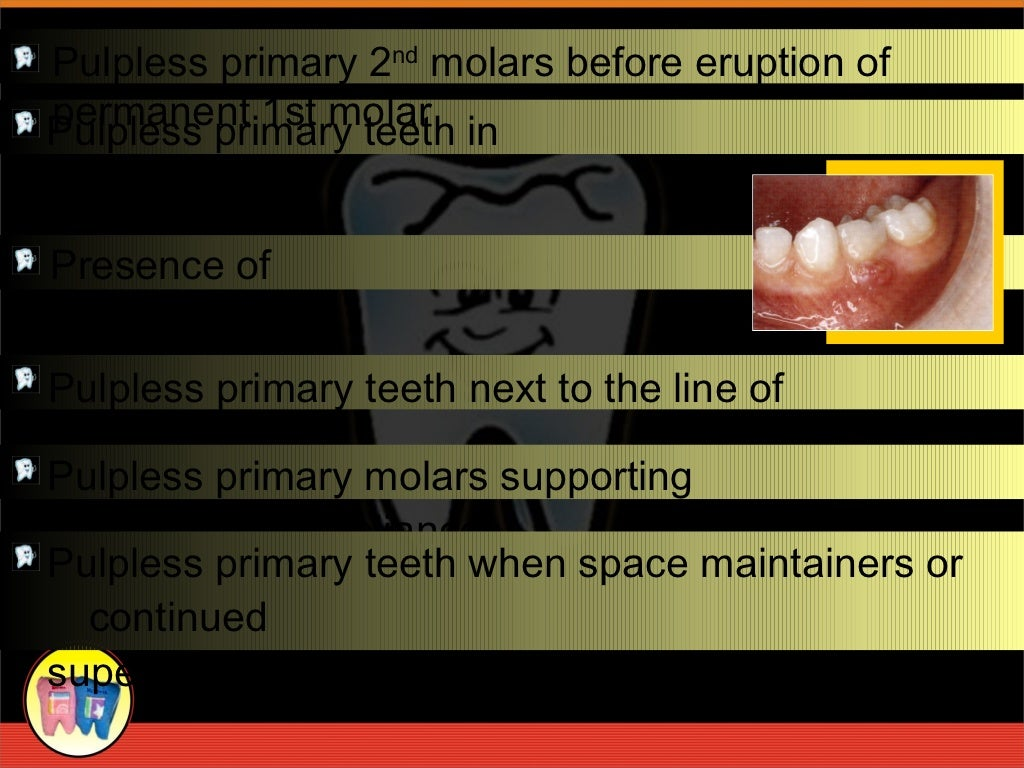 Pulpless primary 2nd molars before eruption of
permanent 1st molar
Pulpless primary teeth in
Presence of
Pulpless primary teeth next to the line of
Pulpless primary molars supporting
Pulpless primary teeth when space maintainers or
continued
supe